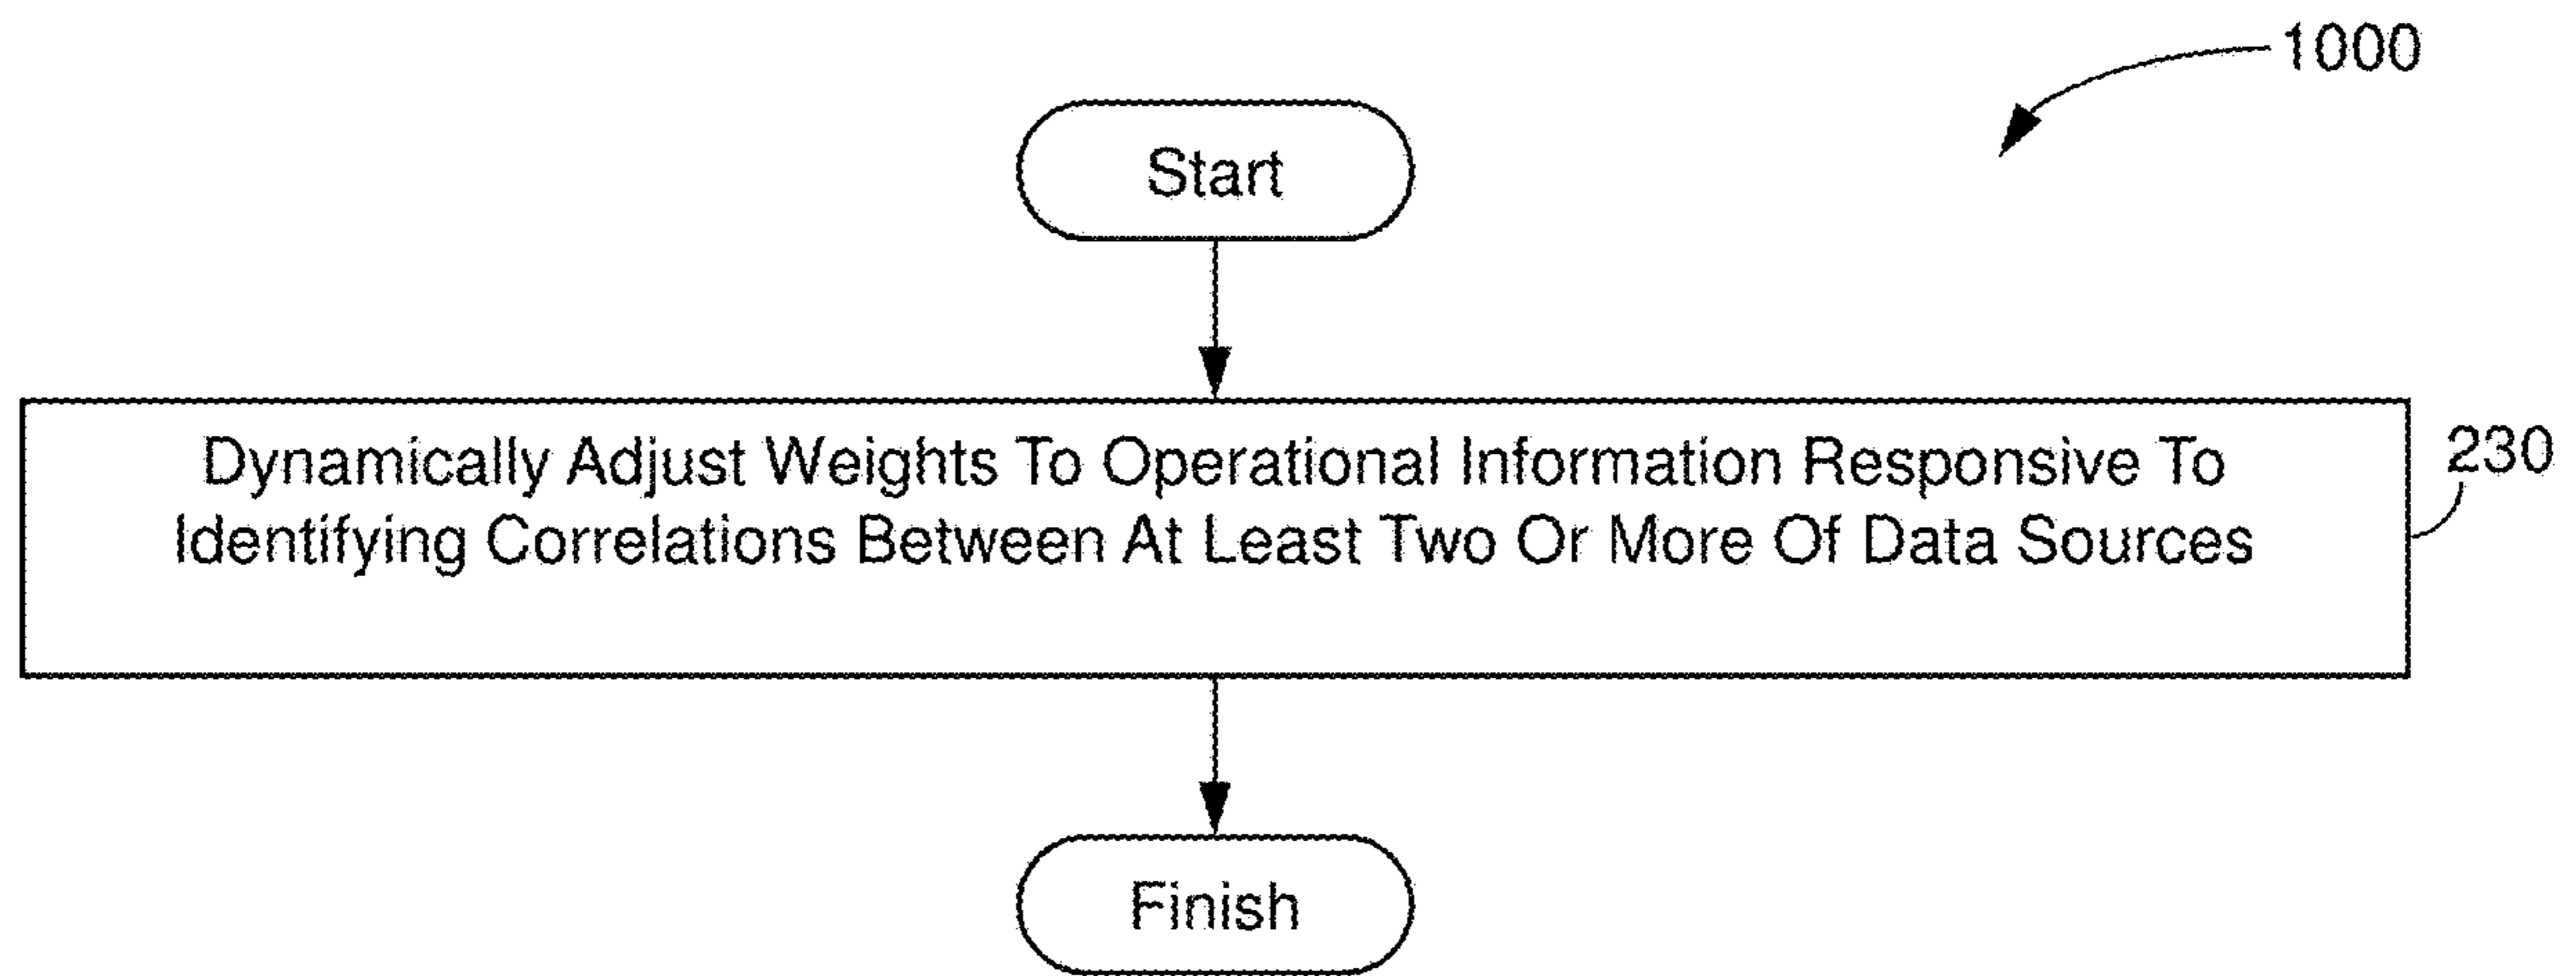 1000
Start
Dynamically Adjust Weights To Operational Information Responsive To
Identifying Correlations Between At Least Two Or More Of Data Sources
230
Finish